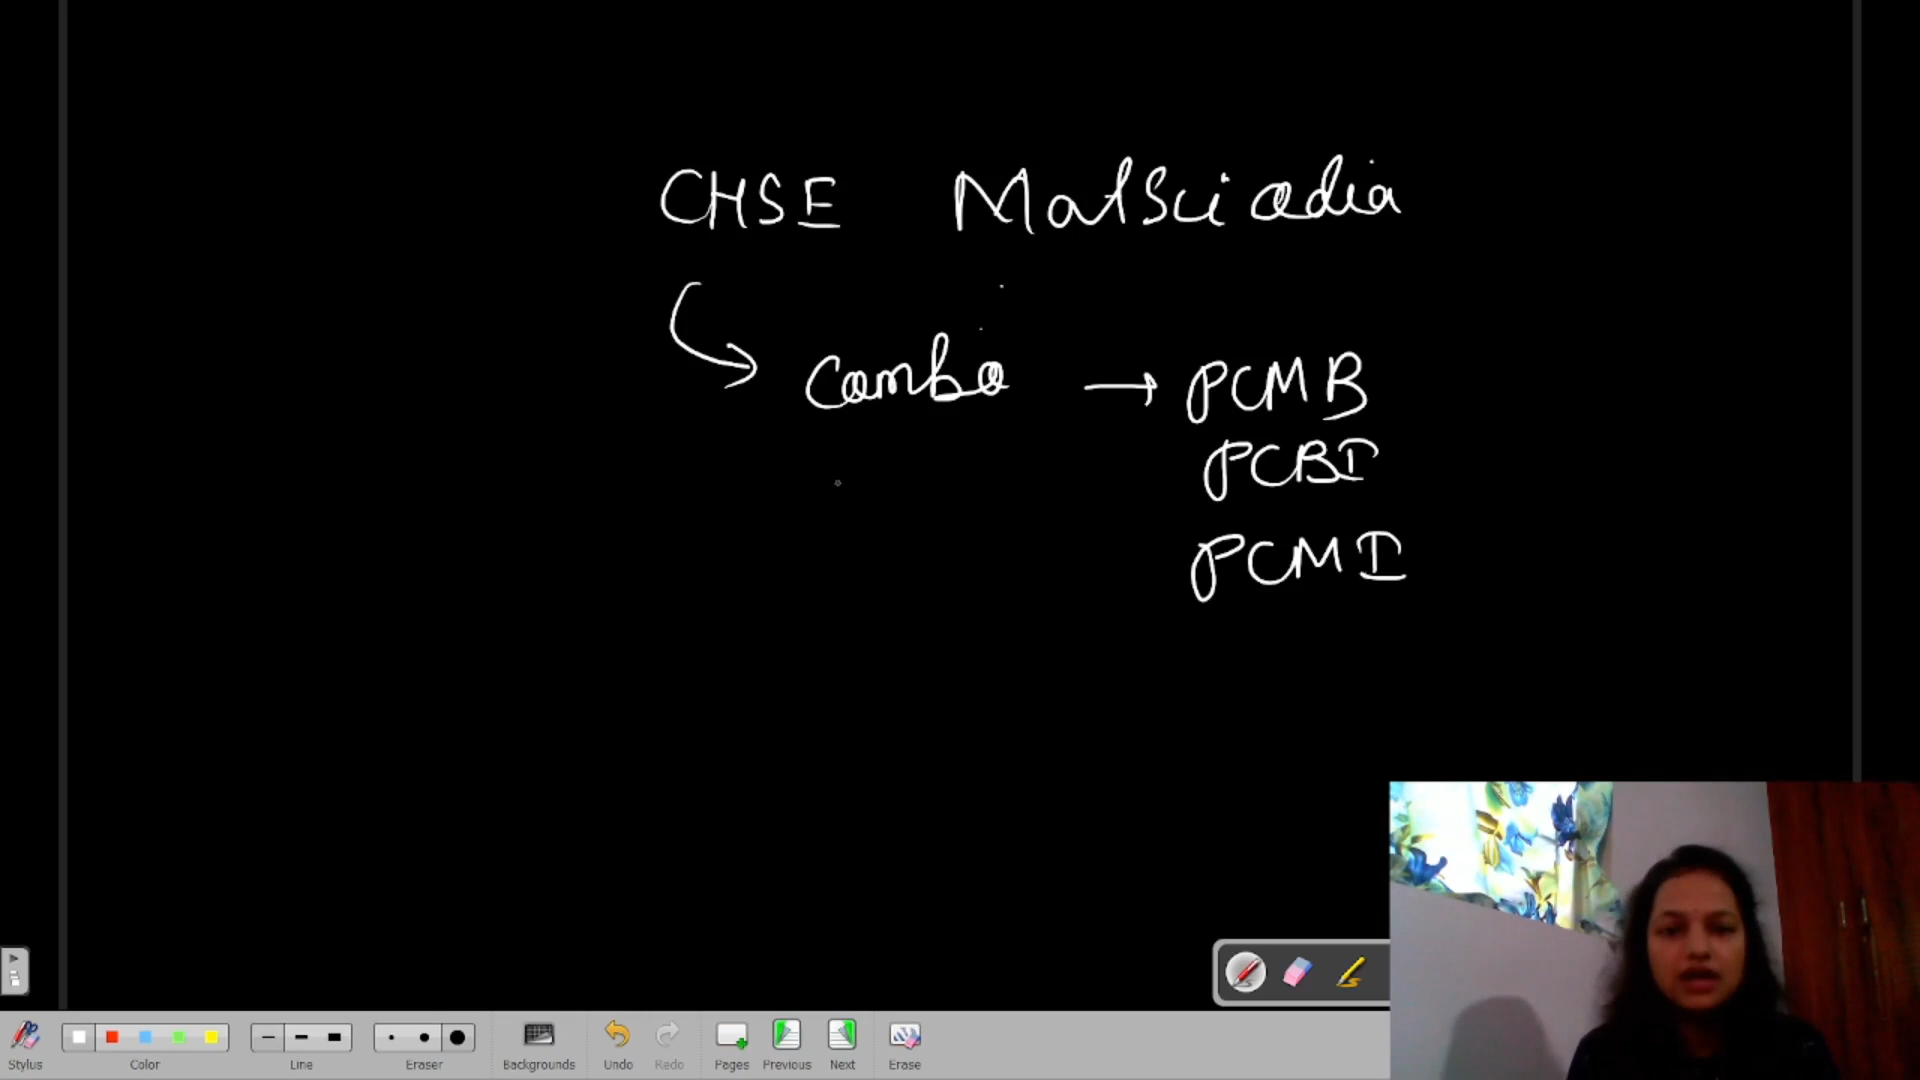 CHSE MatSciadia
Combo → PCMB
PCBI
PCMI
Stylus Color Line Eraser Backgrounds Undo Redo Pages Previous Next Erase